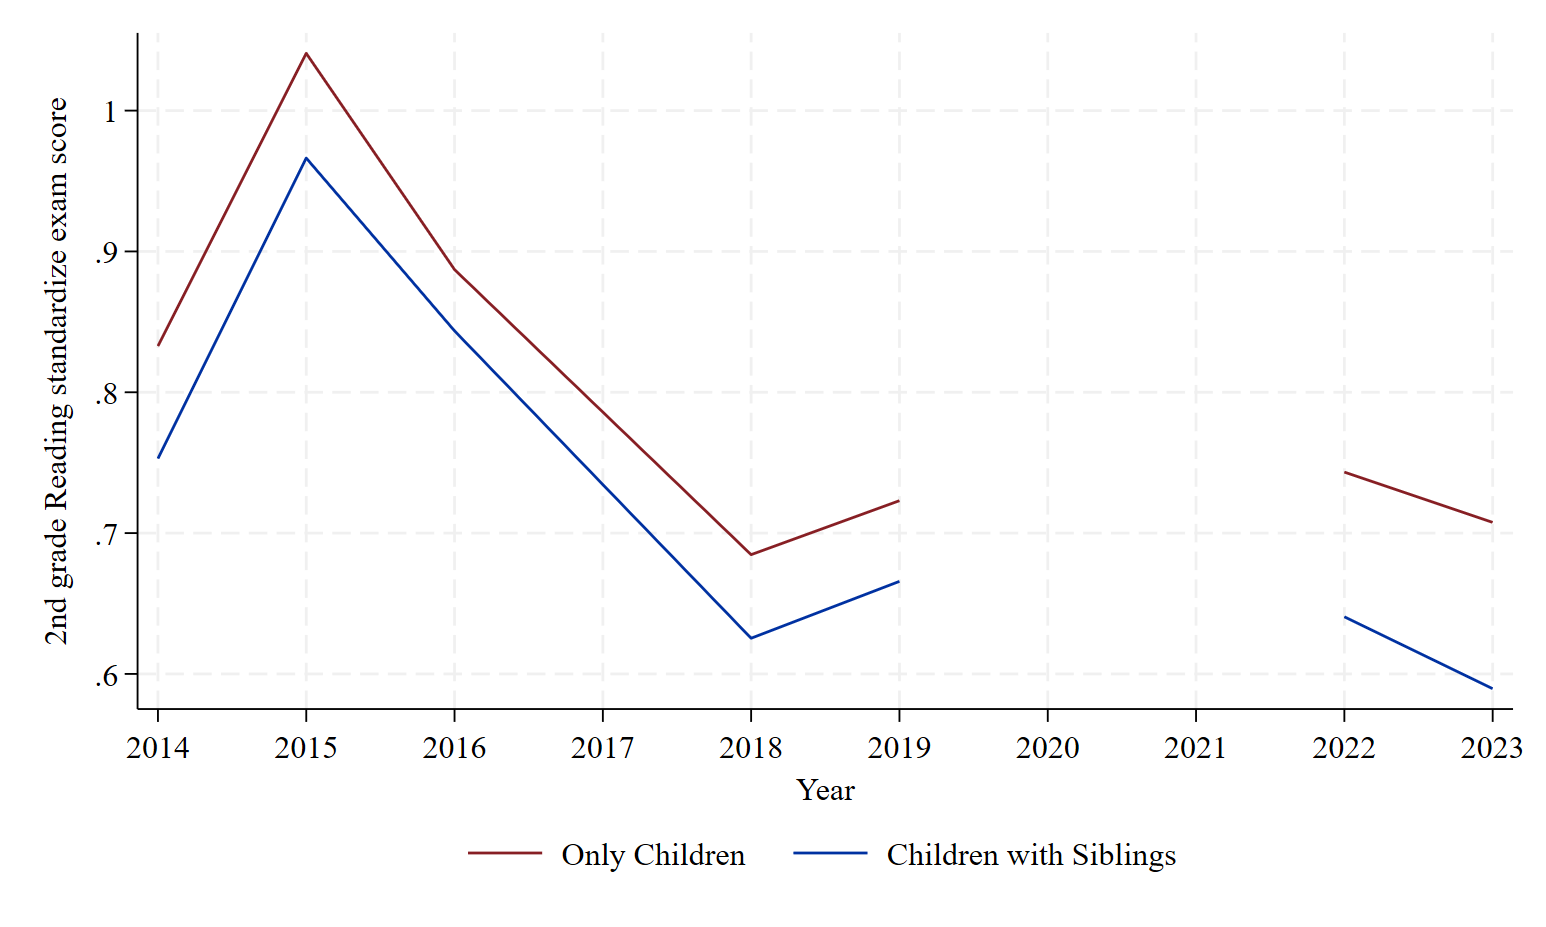 2nd grade Reading standardize exam score
1
.9
.8
.7
.6
2014 2015 2016 2017 2018 2019 2020 2021 2022 2023
Year
Only Children Children with Siblings